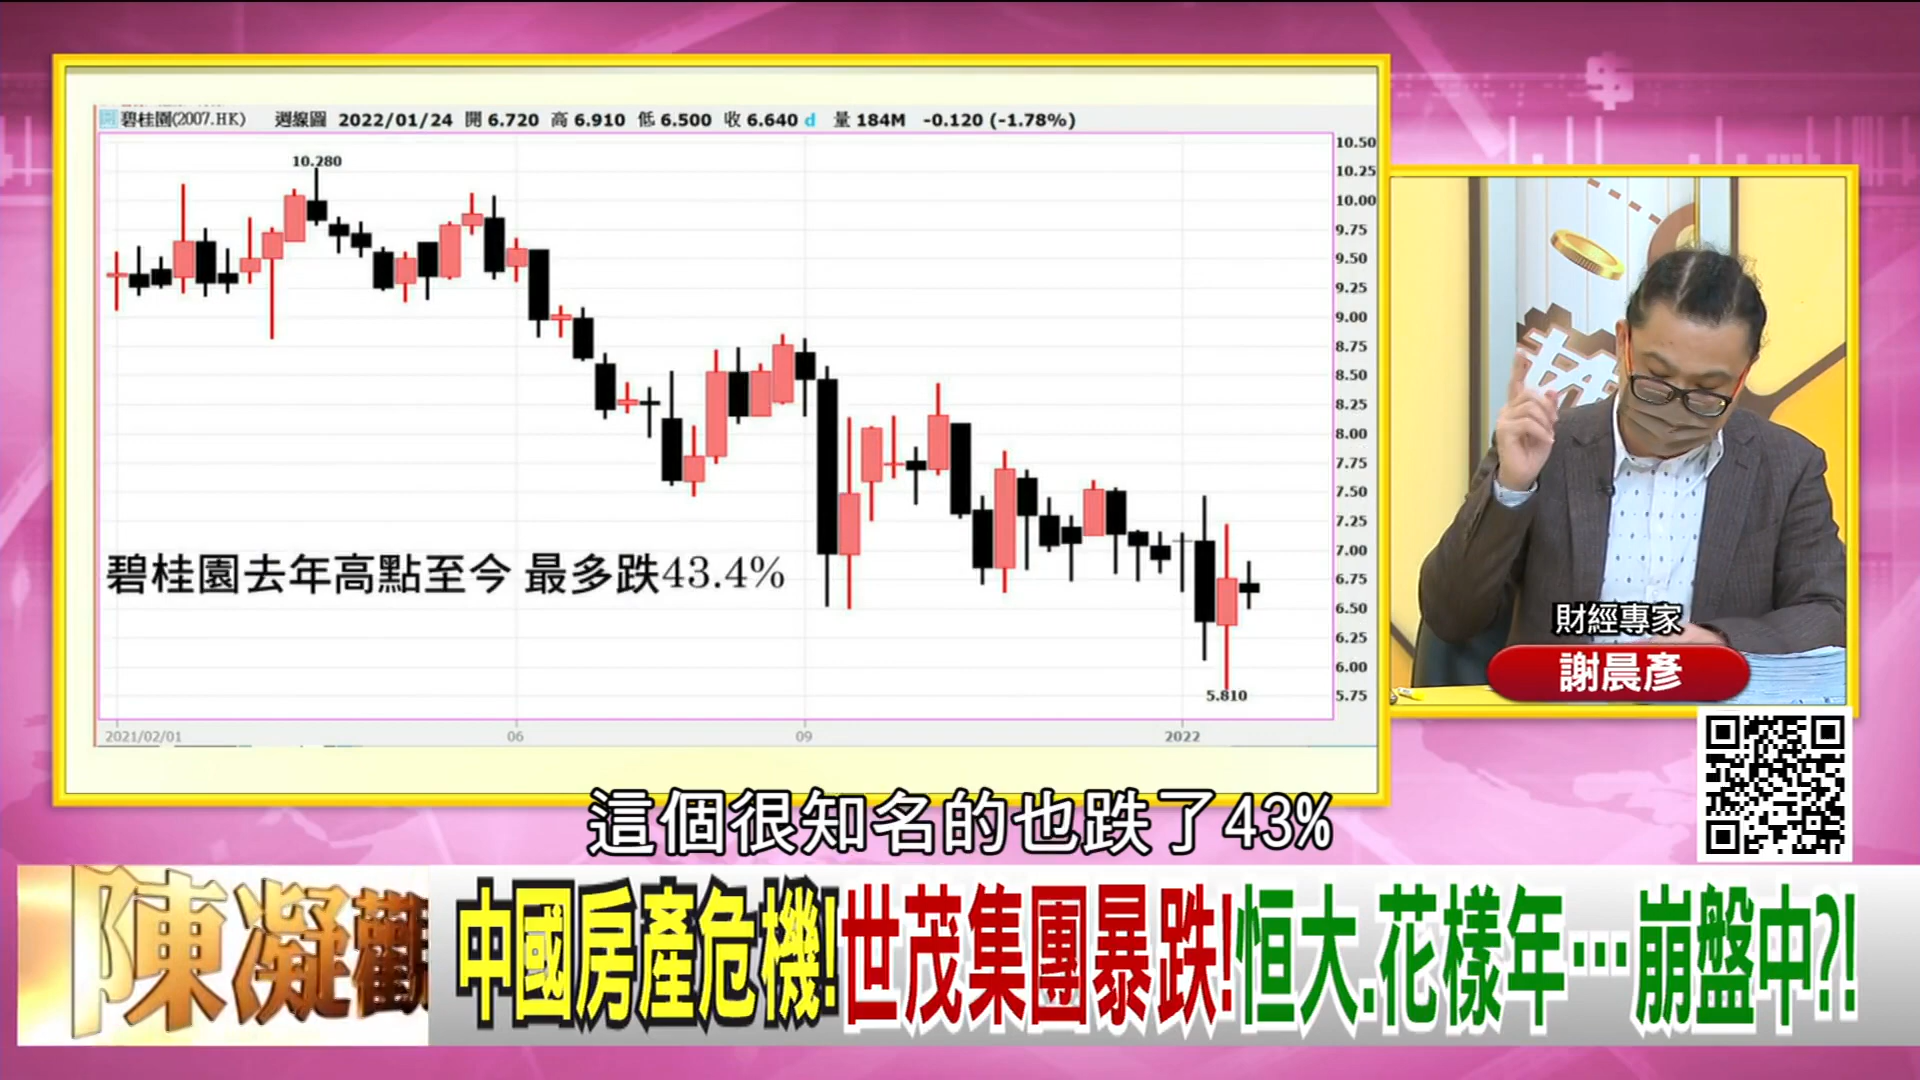 碧桂園(2007.HK) 週線圖 2022/01/24 開 6.720 高 6.910 低 6.500 收 6.640 d 量 184M -0.120 (-1.78%)
10.280
10.50
10.25
10.00
9.75
9.50
9.25
9.00
8.75
8.50
8.25
8.00
7.75
7.50
7.25
7.00
6.75
6.50
6.25
6.00
5.75
碧桂園去年高點至今 最多跌43.4%
5.810
2021/02/01 06 09 2022
財經專家
謝晨彥
這個很知名的也跌了43%
陳凝觀
中國房產危機!世茂集團暴跌!恒大.花樣年…崩盤中?!